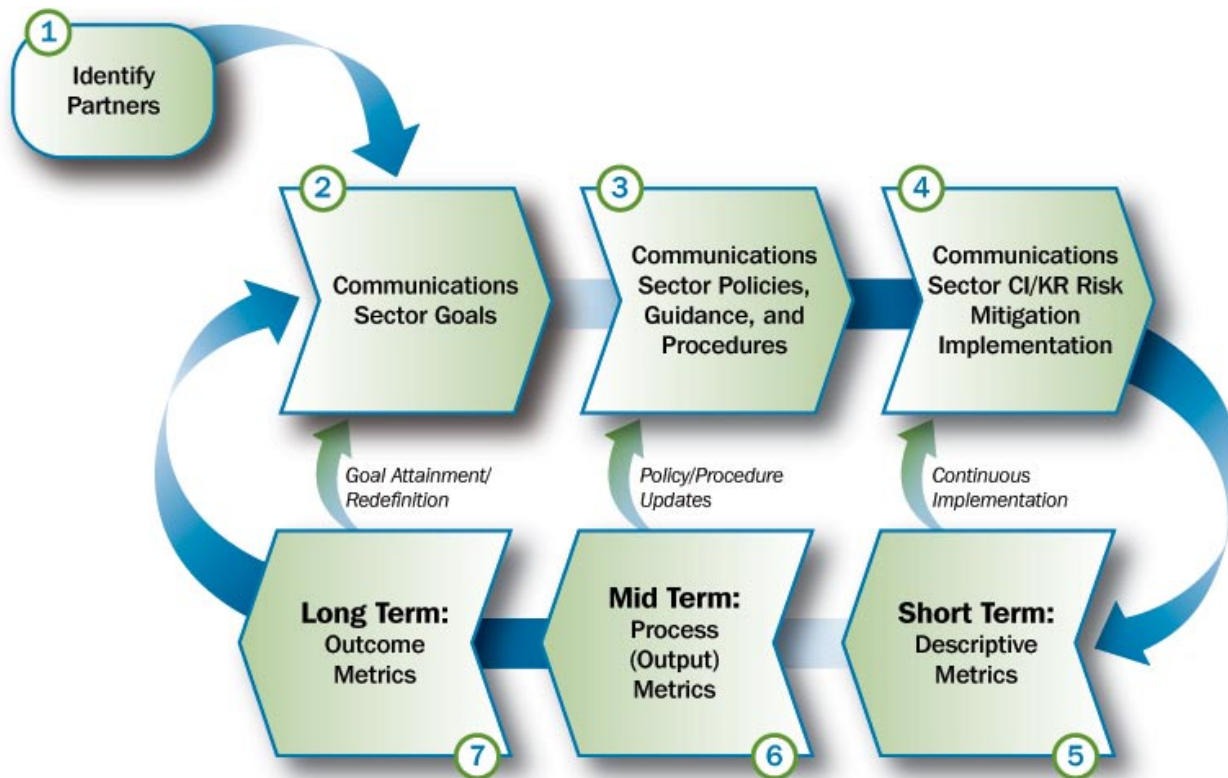 1
Identify
Partners
2
Communications
Sector Goals
3
Communications
Sector Policies,
Guidance, and
Procedures
4
Communications
Sector CI/KR Risk
Mitigation
Implementation
Goal Attainment/
Redefinition
Policy/Procedure
Updates
Continuous
Implementation
Short Term:
Descriptive
Metrics
5
Mid Term:
Process
(Output)
Metrics
6
Long Term:
Outcome
Metrics
7